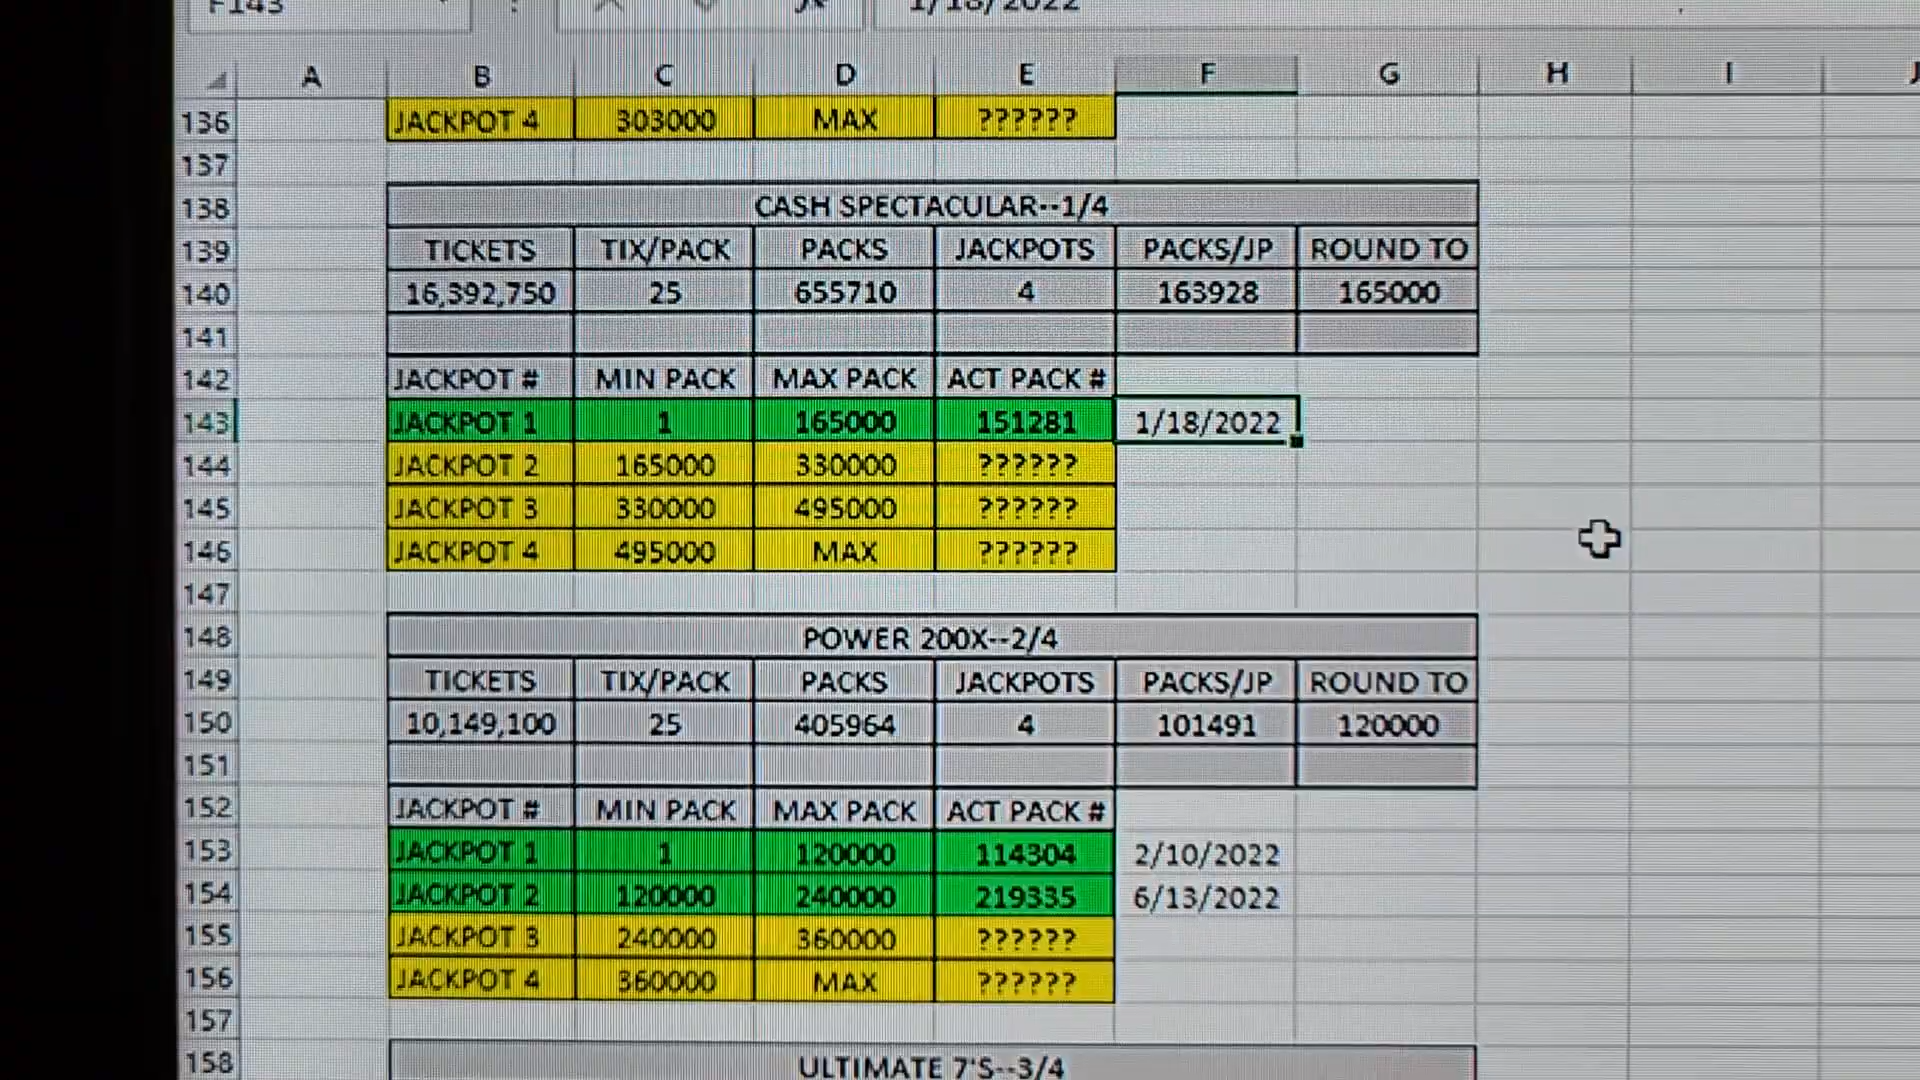 F143 1/18/2022
A B C D E F G H I J
136 JACKPOT 4 303000 MAX ??????
137
138 CASH SPECTACULAR--1/4
139 TICKETS TIX/PACK PACKS JACKPOTS PACKS/JP ROUND TO
140 16,392,750 25 655710 4 163928 165000
141
142 JACKPOT # MIN PACK MAX PACK ACT PACK #
143 JACKPOT 1 1 165000 151281 1/18/2022
144 JACKPOT 2 165000 330000 ??????
145 JACKPOT 3 330000 495000 ??????
146 JACKPOT 4 495000 MAX ??????
147
148 POWER 200X--2/4
149 TICKETS TIX/PACK PACKS JACKPOTS PACKS/JP ROUND TO
150 10,149,100 25 405964 4 101491 120000
151
152 JACKPOT # MIN PACK MAX PACK ACT PACK #
153 JACKPOT 1 1 120000 114304 2/10/2022
154 JACKPOT 2 120000 240000 219335 6/13/2022
155 JACKPOT 3 240000 360000 ??????
156 JACKPOT 4 360000 MAX ??????
157
158 ULTIMATE 7'S--3/4